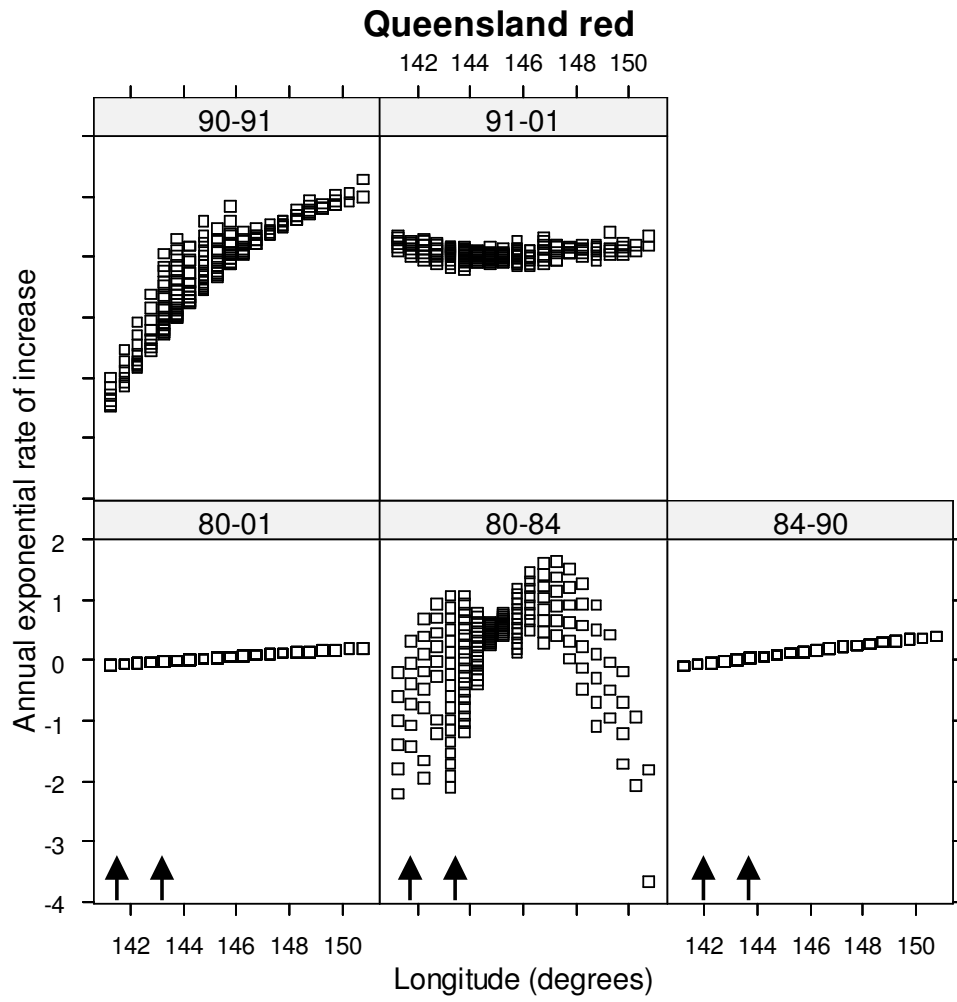 Queensland red
142 144 146 148 150
90-91 91-01
80-01 80-84 84-90
Annual exponential rate of increase
2
1
0
-1
-2
-3
-4
142 144 146 148 150 142 144 146 148 150
Longitude (degrees)